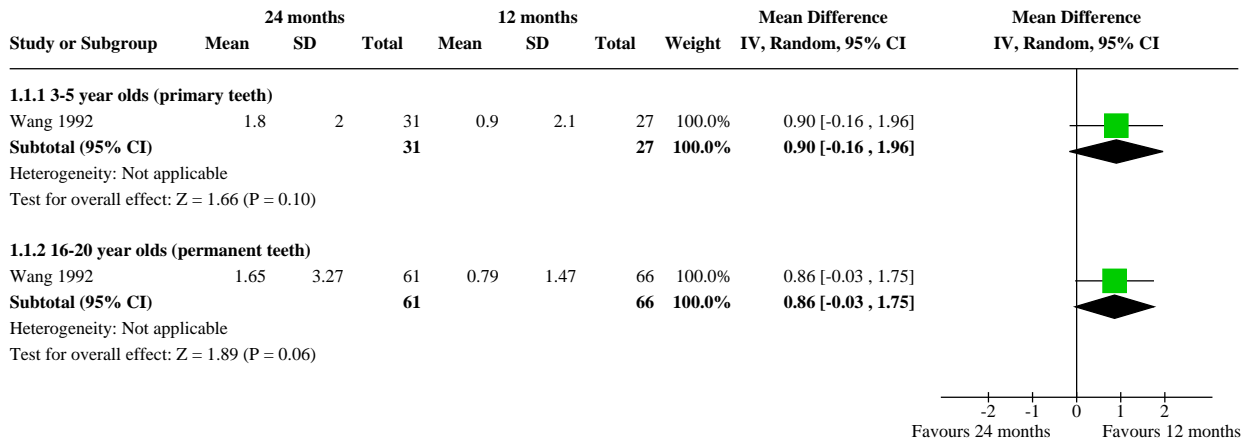 24 months 12 months Mean Difference Mean Difference
Study or Subgroup Mean SD Total Mean SD Total Weight IV, Random, 95% CI IV, Random, 95% CI
1.1.1 3-5 year olds (primary teeth)
Wang 1992 1.8 2 31 0.9 2.1 27 100.0% 0.90 [-0.16 , 1.96]
Subtotal (95% CI) 31 27 100.0% 0.90 [-0.16 , 1.96]
Heterogeneity: Not applicable
Test for overall effect: Z = 1.66 (P = 0.10)
1.1.2 16-20 year olds (permanent teeth)
Wang 1992 1.65 3.27 61 0.79 1.47 66 100.0% 0.86 [-0.03 , 1.75]
Subtotal (95% CI) 61 66 100.0% 0.86 [-0.03 , 1.75]
Heterogeneity: Not applicable
Test for overall effect: Z = 1.89 (P = 0.06)
-2 -1 0 1 2
Favours 24 months Favours 12 months